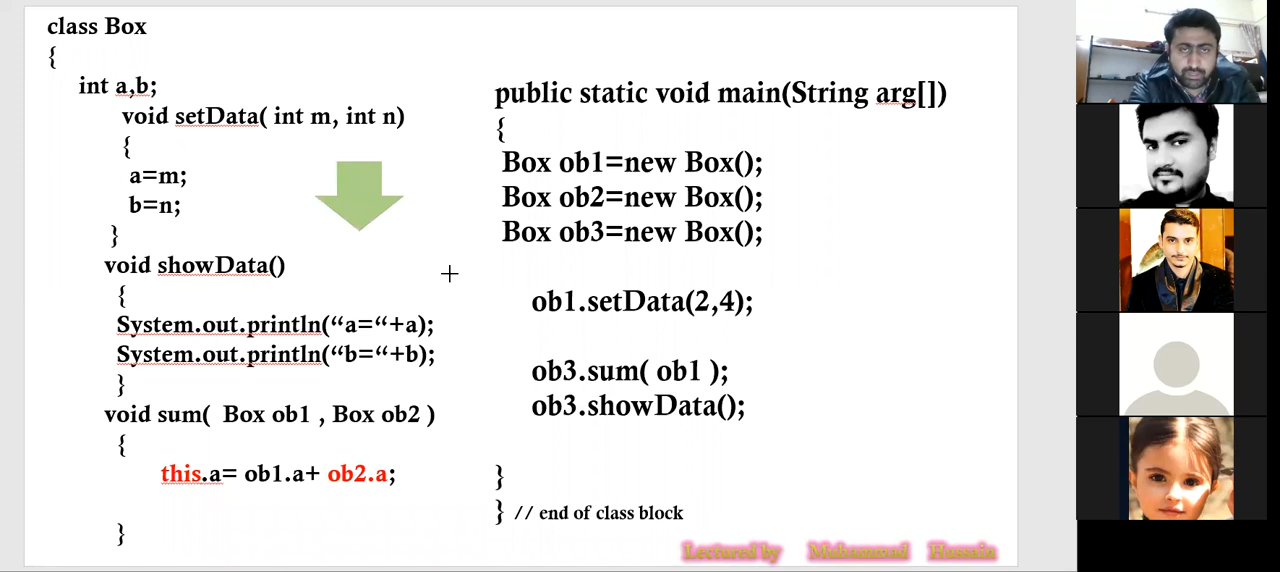 class Box
{
int a,b;
void setData( int m, int n)
{
a=m;
b=n;
}
void showData()
{
System.out.println(“a=“+a);
System.out.println(“b=“+b);
}
void sum( Box ob1 , Box ob2 )
{
this.a= ob1.a+ ob2.a;
}
public static void main(String arg[])
{
Box ob1=new Box();
Box ob2=new Box();
Box ob3=new Box();
ob1.setData(2,4);
ob3.sum( ob1 );
ob3.showData();
}
} // end of class block
Lectured by Muhammad Hussain